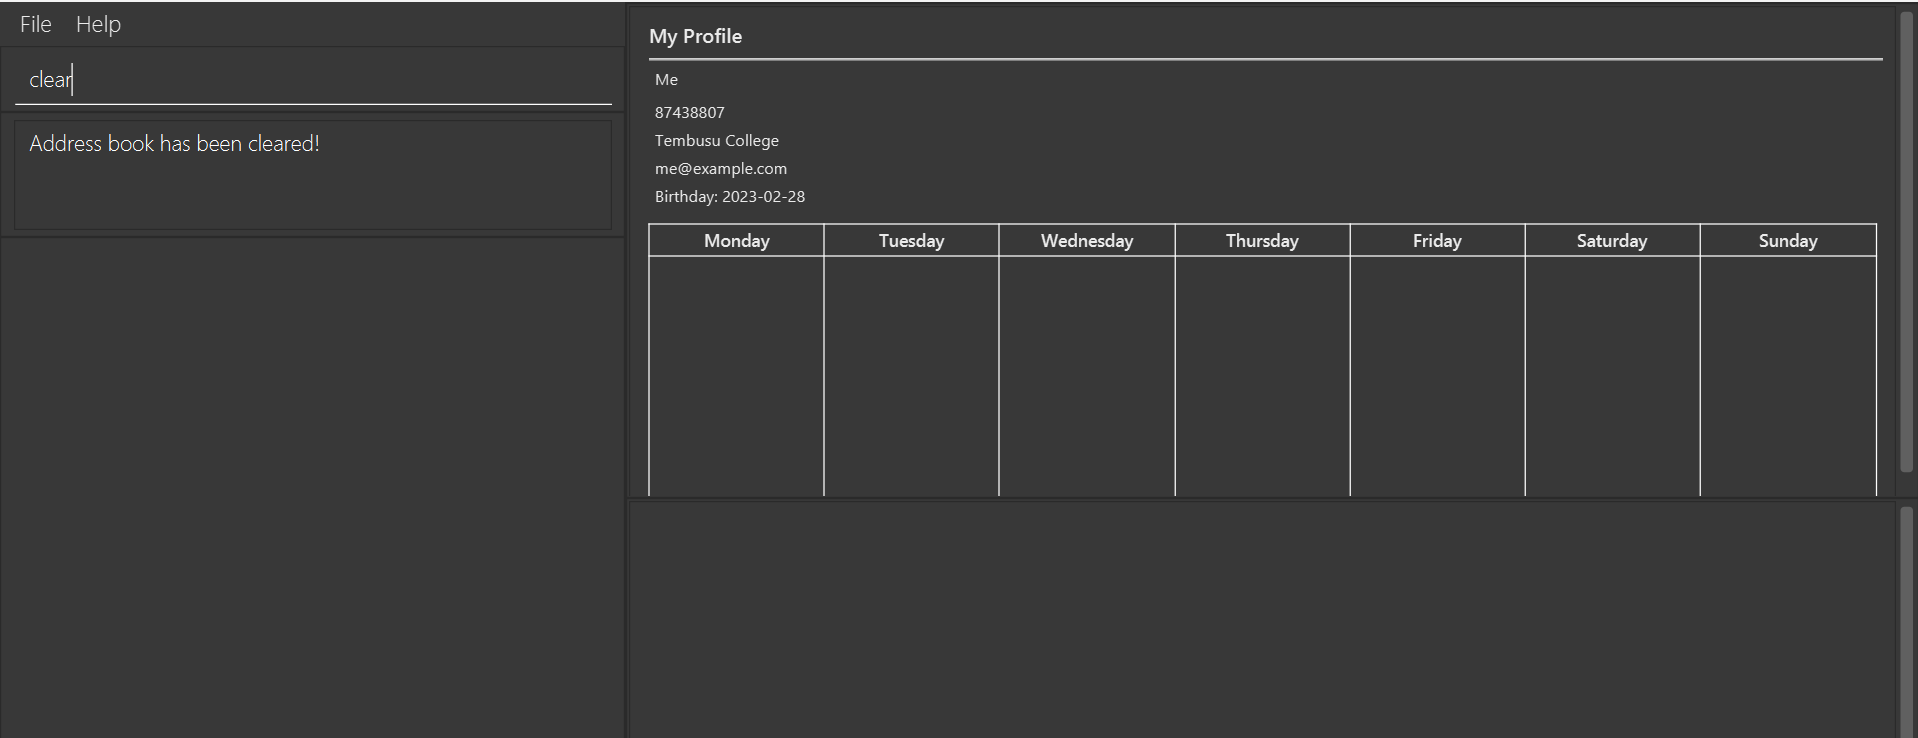 File Help
clear
Address book has been cleared!
My Profile
Me
87438807
Tembusu College
me@example.com
Birthday: 2023-02-28
Monday Tuesday Wednesday Thursday Friday Saturday Sunday